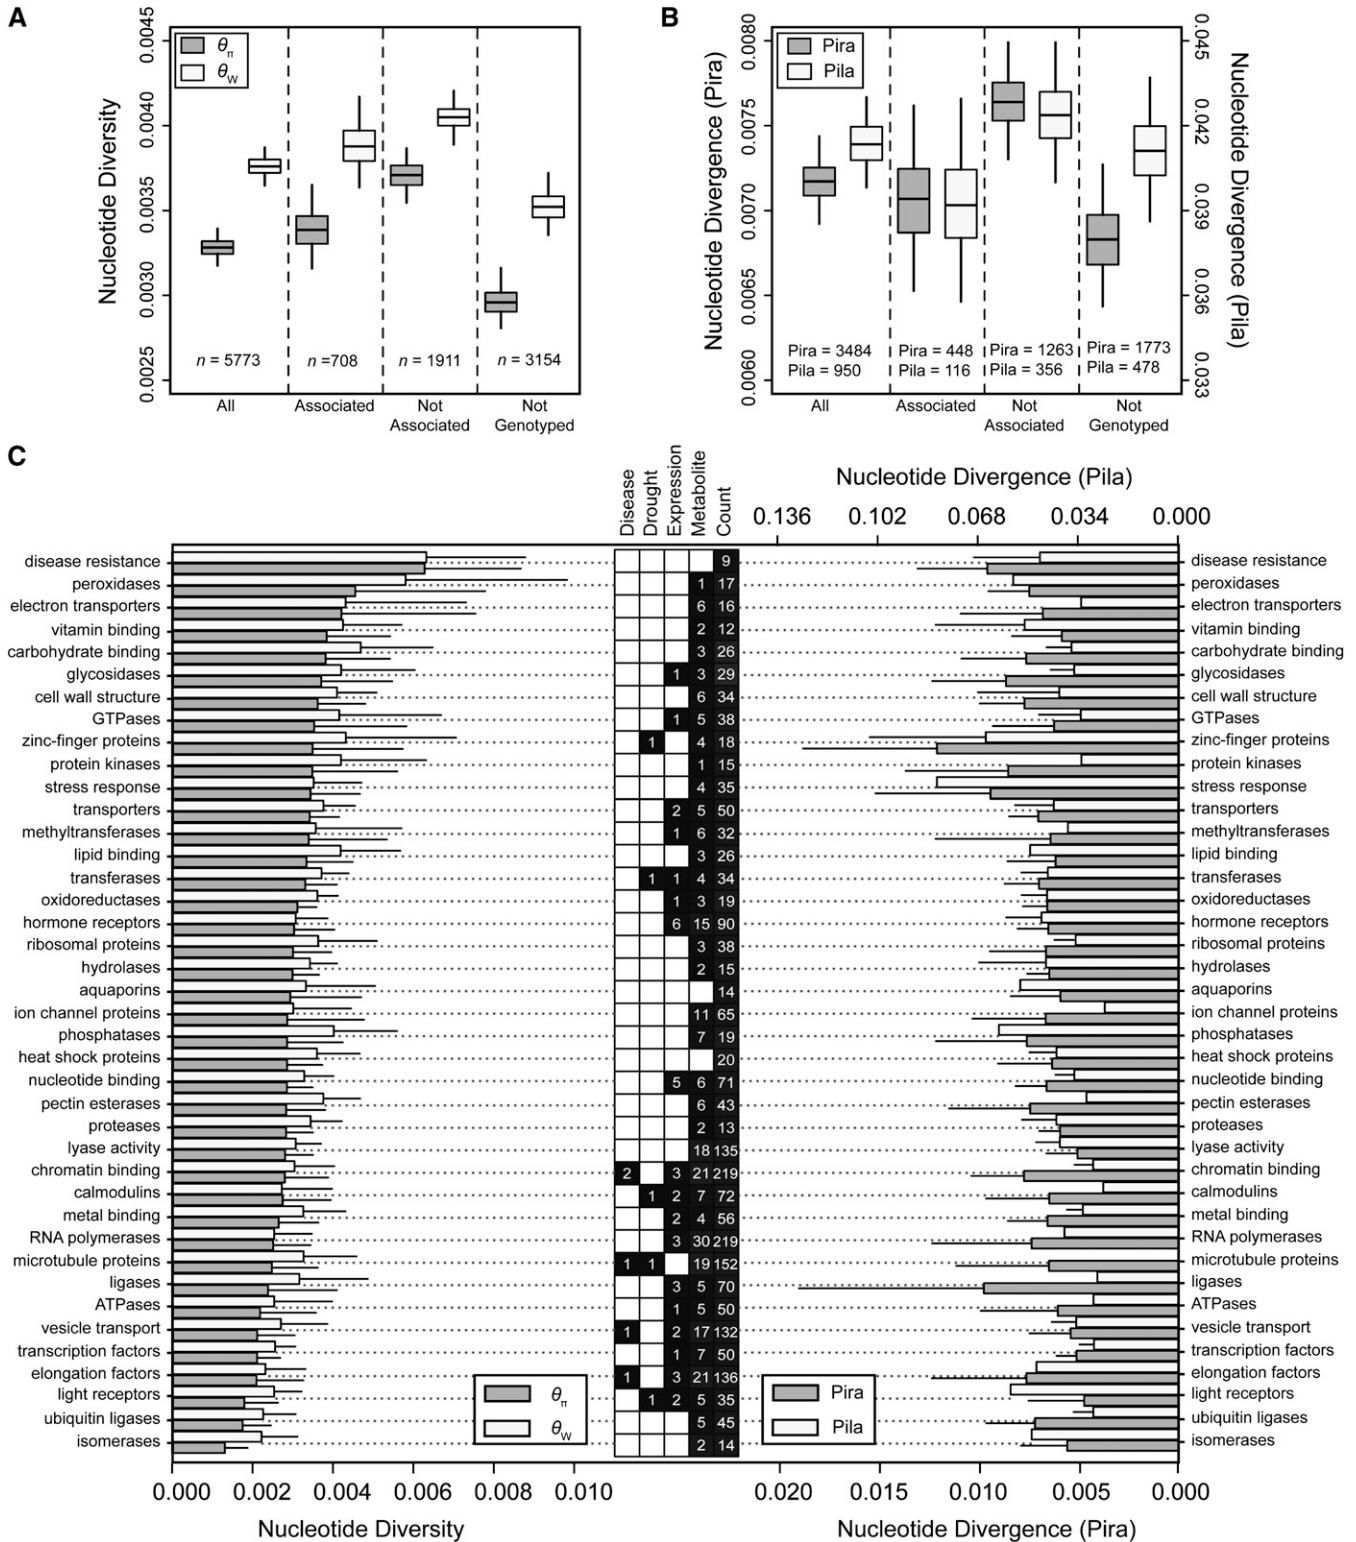 A
B
Nucleotide Diversity
0.0045
0.0040
0.0035
0.0030
0.0025
θπ
θW
n = 5773
n =708
n = 1911
n = 3154
All
Associated
Not
Associated
Not
Genotyped
Nucleotide Divergence (Pira)
0.0080
0.0075
0.0070
0.0065
0.0060
Pira
Pila
0.045
0.042
0.039
0.036
0.033
Nucleotide Divergence (Pila)
Pira = 3484
Pila = 950
Pira = 448
Pila = 116
Pira = 1263
Pila = 356
Pira = 1773
Pila = 478
All
Associated
Not
Associated
Not
Genotyped
C
Disease
Drought
Expression
Metabolite
Count
Nucleotide Divergence (Pila)
0.136 0.102 0.068 0.034 0.000
disease resistance 9 disease resistance
peroxidases 1 17 peroxidases
electron transporters 6 16 electron transporters
vitamin binding 2 12 vitamin binding
carbohydrate binding 3 26 carbohydrate binding
glycosidases 1 3 29 glycosidases
cell wall structure 6 34 cell wall structure
GTPases 1 5 38 GTPases
zinc-finger proteins 1 4 18 zinc-finger proteins
protein kinases 1 15 protein kinases
stress response 4 35 stress response
transporters 2 5 50 transporters
methyltransferases 1 6 32 methyltransferases
lipid binding 3 26 lipid binding
transferases 1 1 4 34 transferases
oxidoreductases 1 3 19 oxidoreductases
hormone receptors 6 15 90 hormone receptors
ribosomal proteins 3 38 ribosomal proteins
hydrolases 2 15 hydrolases
aquaporins 14 aquaporins
ion channel proteins 11 65 ion channel proteins
phosphatases 7 19 phosphatases
heat shock proteins 20 heat shock proteins
nucleotide binding 5 6 71 nucleotide binding
pectin esterases 6 43 pectin esterases
proteases 2 13 proteases
lyase activity 18 135 lyase activity
chromatin binding 2 3 21 219 chromatin binding
calmodulins 1 2 7 72 calmodulins
metal binding 2 4 56 metal binding
RNA polymerases 3 30 219 RNA polymerases
microtubule proteins 1 1 19 152 microtubule proteins
ligases 3 5 70 ligases
ATPases 1 5 50 ATPases
vesicle transport 1 2 17 132 vesicle transport
transcription factors 1 7 50 transcription factors
elongation factors 1 3 21 136 elongation factors
light receptors 1 2 5 35 light receptors
ubiquitin ligases 5 45 ubiquitin ligases
isomerases 2 14 isomerases
θπ
θW
Pira
Pila
0.000 0.002 0.004 0.006 0.008 0.010
Nucleotide Diversity
0.020 0.015 0.010 0.005 0.000
Nucleotide Divergence (Pira)